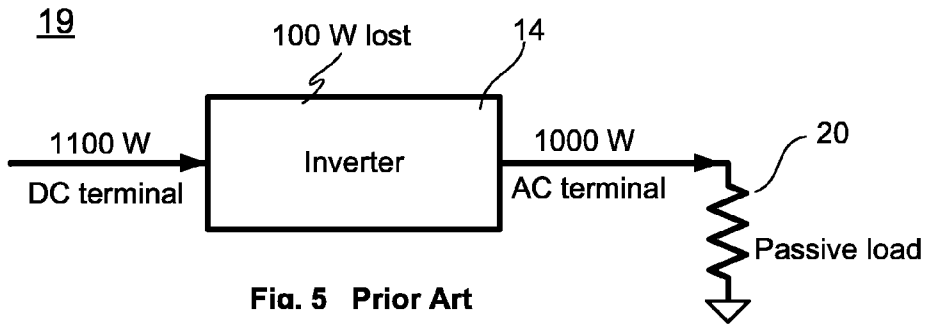 19
100 W lost
14
1100 W
DC terminal
Inverter
1000 W
AC terminal
20
Passive load
Fig. 5 Prior Art